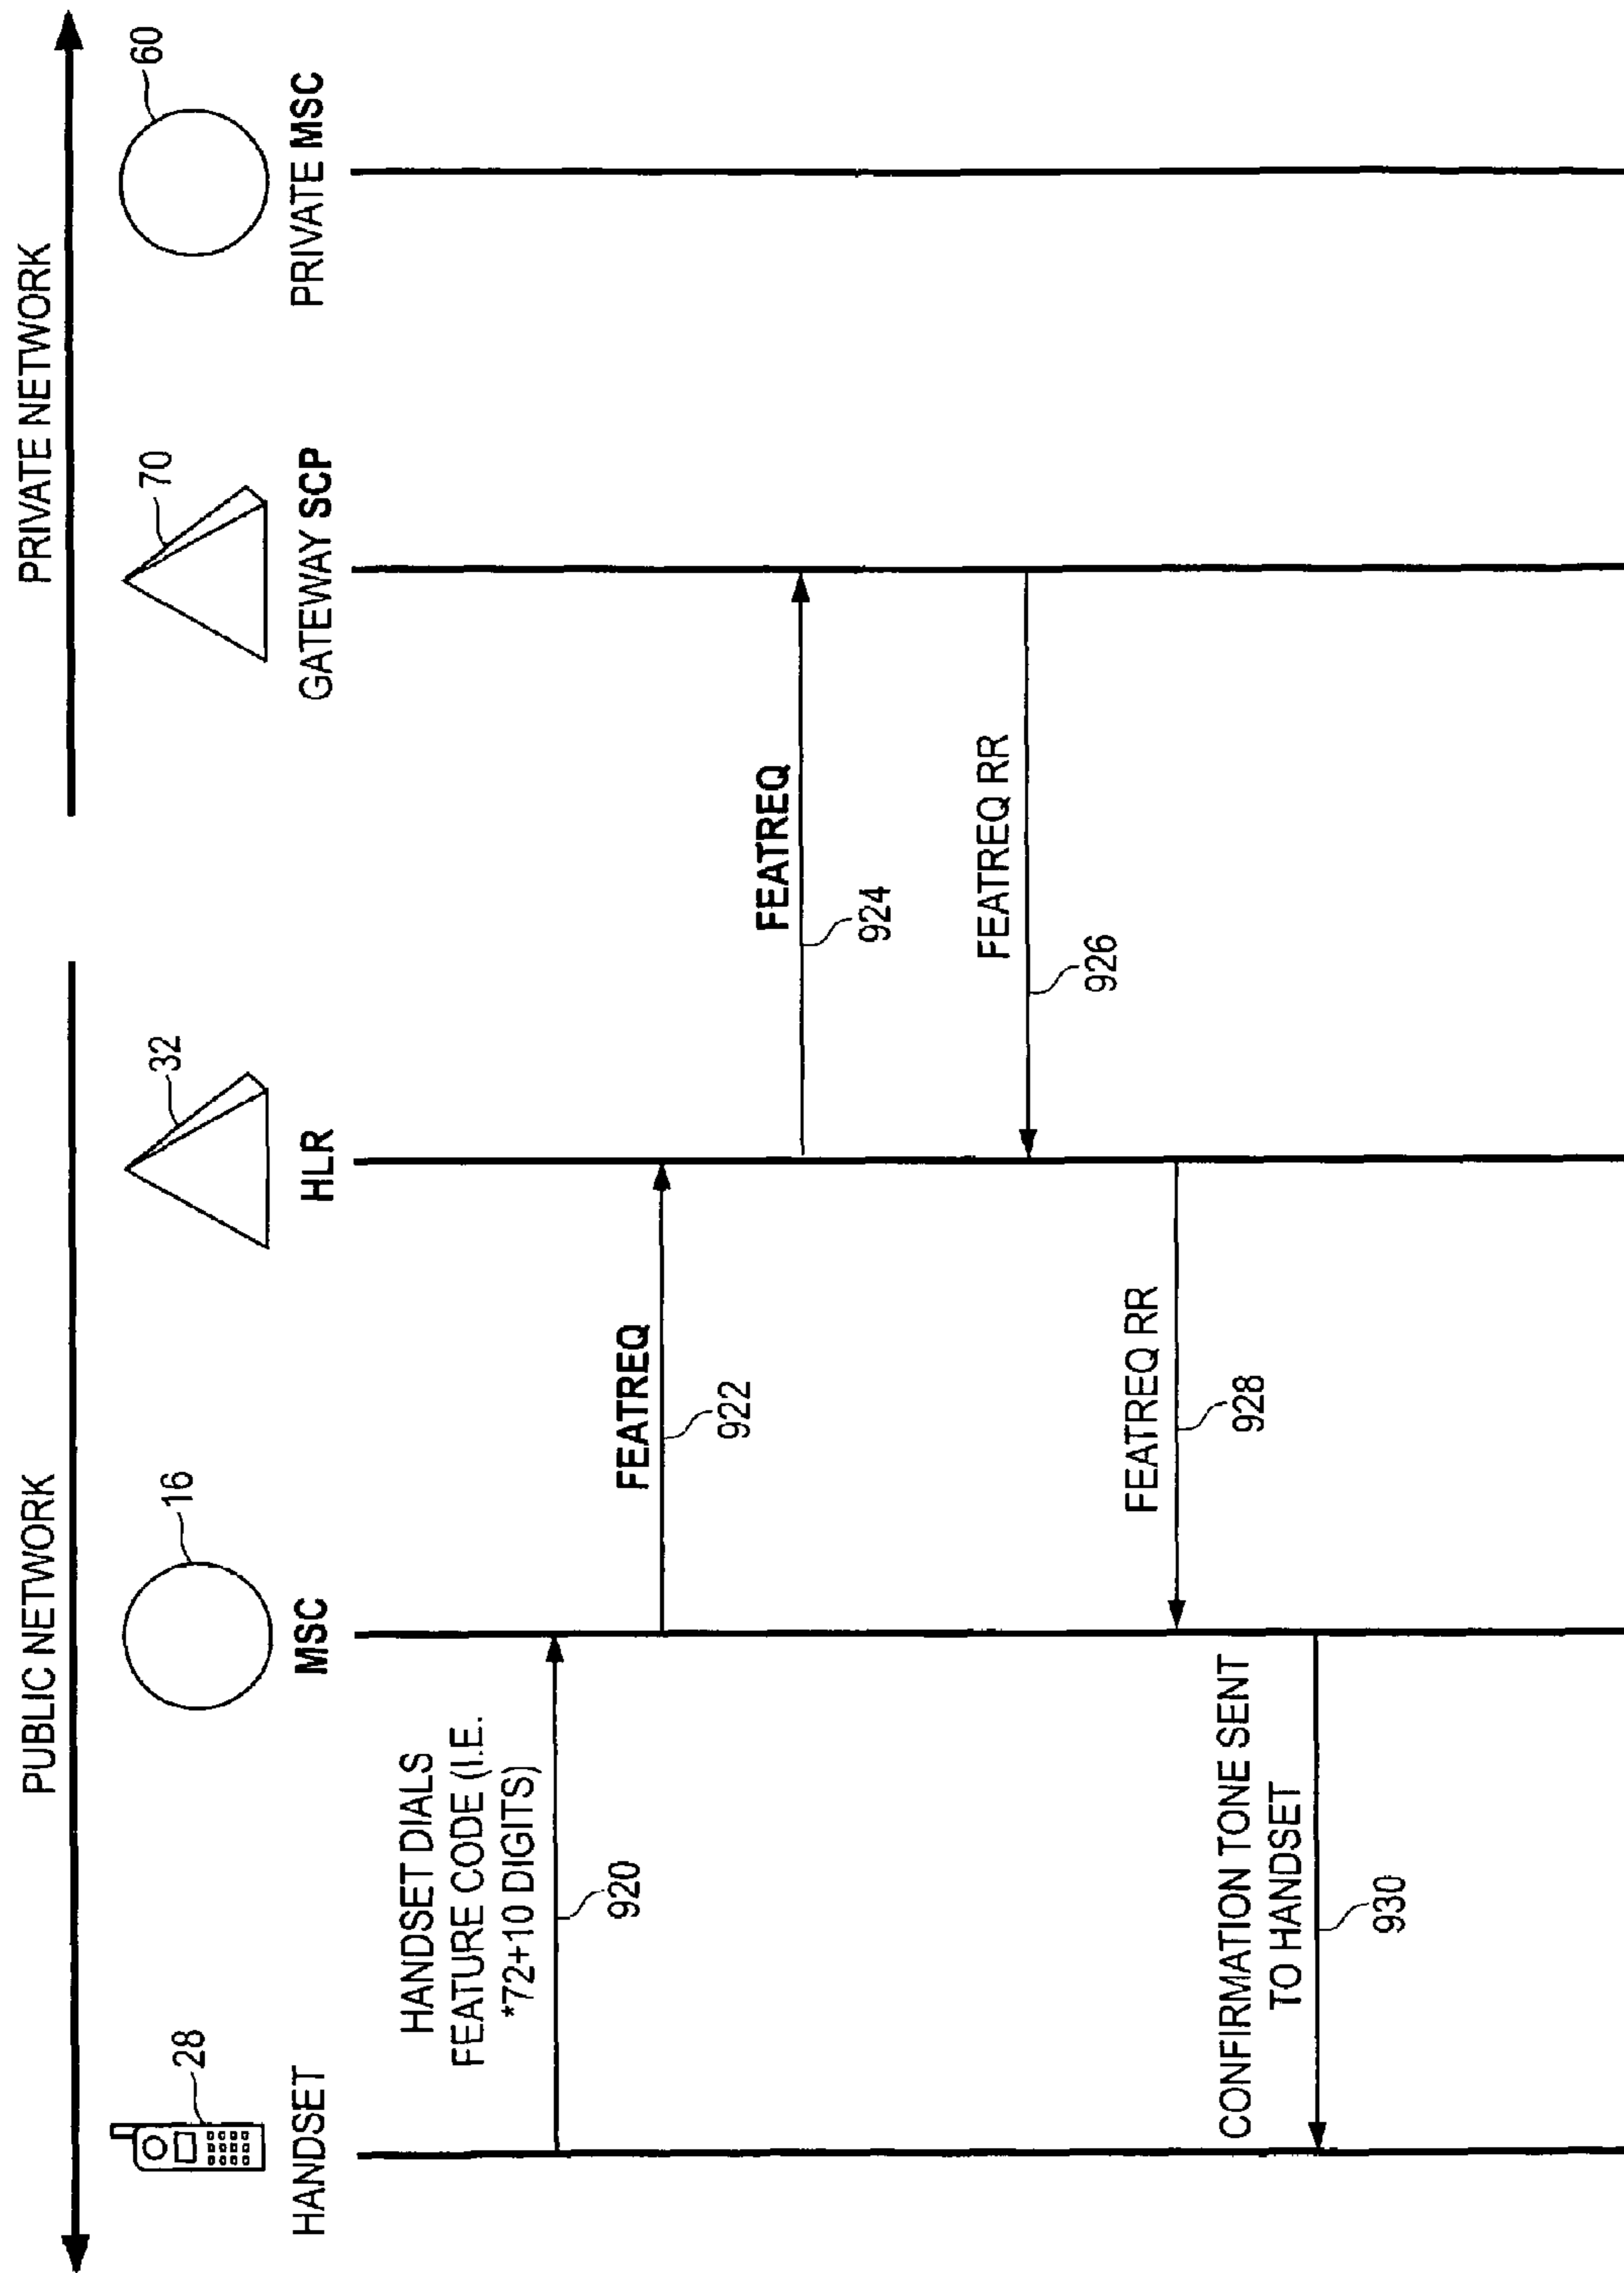 PUBLIC NETWORK
PRIVATE NETWORK
28
16
32
70
60
HANDSET
MSC
HLR
GATEWAY SCP
PRIVATE MSC
HANDSET DIALS
FEATURE CODE (I.E.
*72+10 DIGITS)
920
FEATREQ
922
FEATREQ
924
FEATREQ RR
926
FEATREQ RR
928
CONFIRMATION TONE SENT
TO HANDSET
930